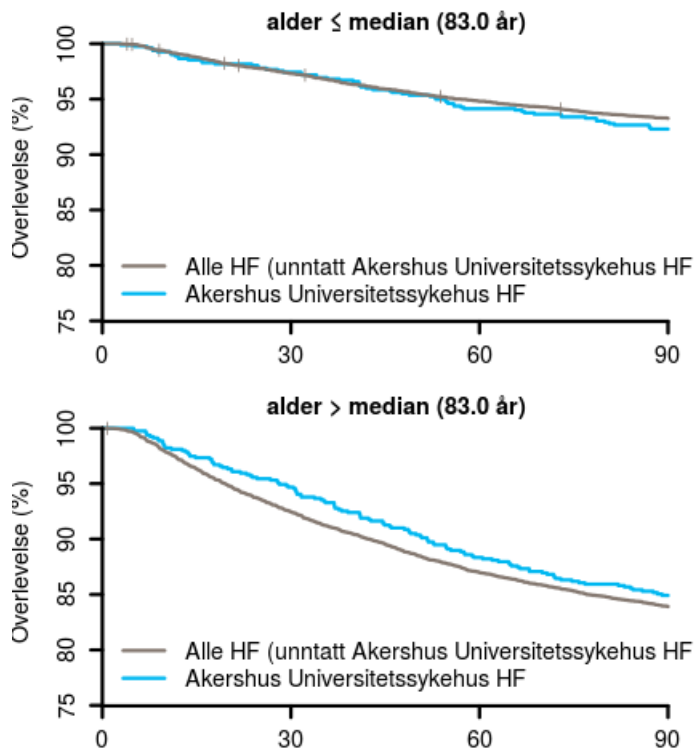 alder ≤ median (83.0 år)
100
95
90
85
80
75
Overlevelse (%)
Alle HF (unntatt Akershus Universitetssykehus HF
Akershus Universitetssykehus HF
0 30 60 90
alder > median (83.0 år)
100
95
90
85
80
75
Overlevelse (%)
Alle HF (unntatt Akershus Universitetssykehus HF
Akershus Universitetssykehus HF
0 30 60 90